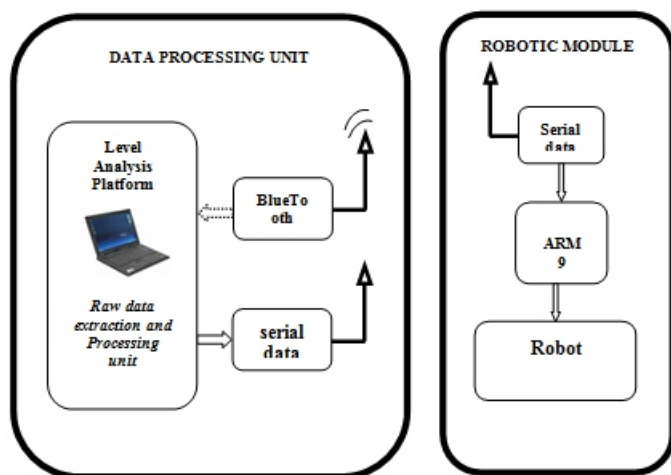 DATA PROCESSING UNIT
Level
Analysis
Platform
Raw data
extraction and
Processing
unit
BlueTo
oth
serial
data
ROBOTIC MODULE
Serial
data
ARM
9
Robot